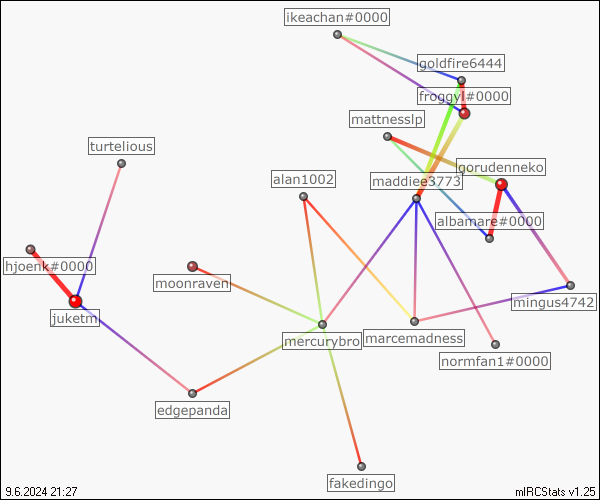 ikeachan#0000
goldfire6444
froggyl#0000
mattnesslp
turtelious
gorudenneko
alan1002
maddiee3773
albamare#0000
hjoenk#0000
moonraven
mingus4742
juketm
mercurybro
marcemadness
normfan1#0000
edgepanda
fakedingo
9.6.2024 21:27
mIRCStats v1.25